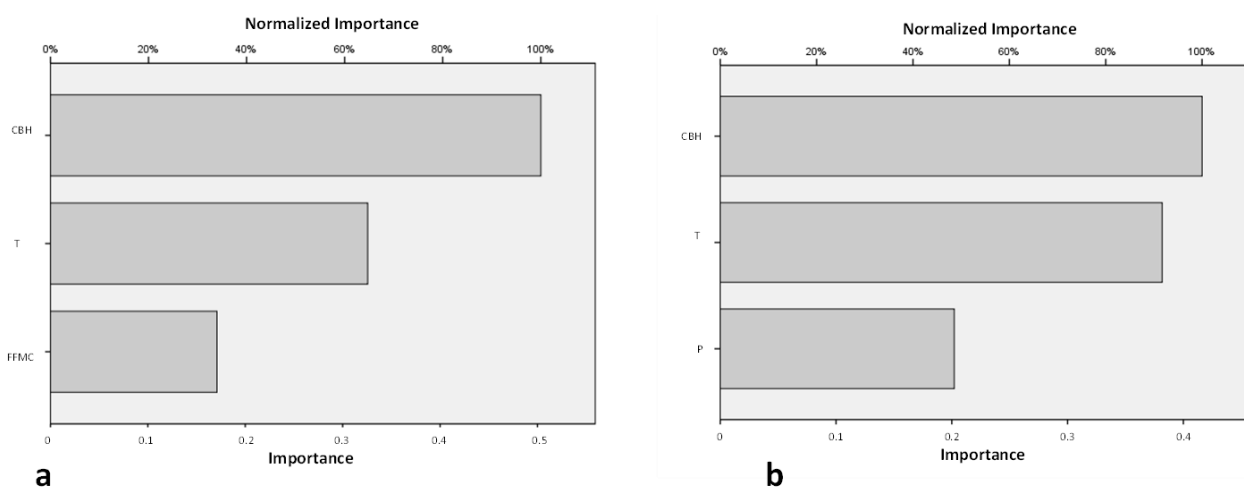 Normalized Importance
0% 20% 40% 60% 80% 100%
CBH
T
FFMC
0 0.1 0.2 0.3 0.4 0.5
Importance
a
Normalized Importance
0% 20% 40% 60% 80% 100%
CBH
T
P
0 0.1 0.2 0.3 0.4
Importance
b